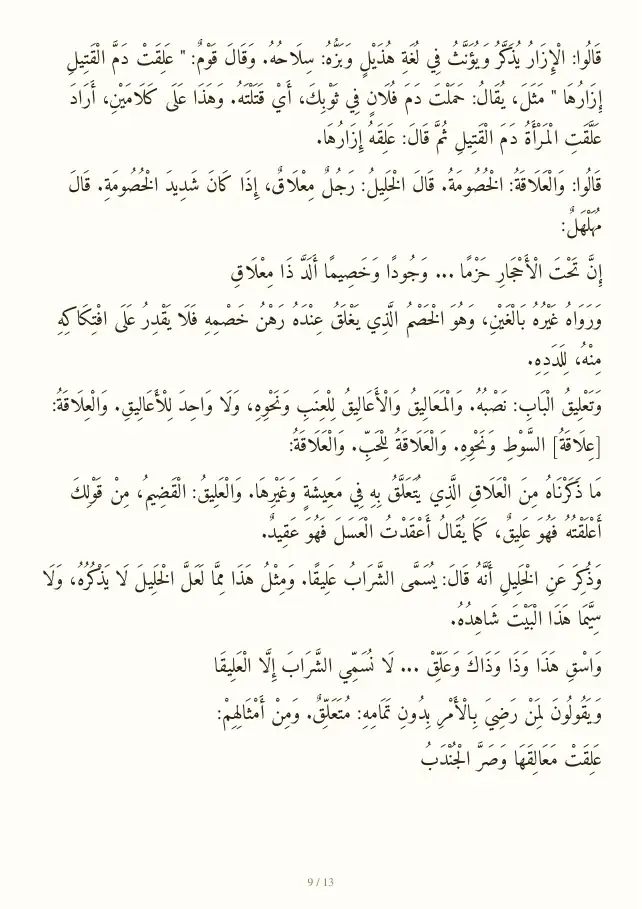 قَالُوا: الْإِزَارُ يُذَكَّرُ وَيُؤَنَّثُ فِي لُغَةِ هُذَيْلٍ وَبَزُّهُ: سِلَاحُهُ. وَقَالَ قَوْمٌ: " عَلِقَتْ دَمَّ الْقَتِيلِ
إِزَارُهَا " مَثَلَ، يُقَالُ: حَمَلْتَ دَمَ فُلَانٍ فِي ثَوْبِكَ، أَيْ قَتَلْتَهُ. وَهَذَا عَلَى كَلَامَيْنِ، أَرَادَ
عَلَّقَتِ الْمَرْأَةُ دَمَ الْقَتِيلِ ثُمَّ قَالَ: عَلِقَهُ إِزَارُهَا.
قَالُوا: وَالْعَلَاقَةُ: الْخُصُومَةُ. قَالَ الْخَلِيلُ: رَجُلٌ مِعْلَاقٌ، إِذَا كَانَ شَدِيدَ الْخُصُومَةِ. قَالَ
مُهَلْهَلٌ:
إِنَّ تَحْتَ الْأَحْجَارِ حَزْمًا ... وَجُودًا وَخَصِيمًا أَلَدَّ ذَا مِعْلَاقِ
وَرَوَاهُ غَيْرُهُ بَالْغَيْنِ، وَهُوَ الْخَصْمُ الَّذِي يَغْلَقُ عِنْدَهُ رَهْنُ خَصْمِهِ فَلَا يَقْدِرُ عَلَى افْتِكَاكِهِ
مِنْهُ، لِلَدَدِهِ.
وَتَعْلِيقُ الْبَابِ: نَصْبُهُ. وَالْمَعَالِيقُ وَالْأَعَالِيقُ لِلْعِنَبِ وَنَحْوِهِ، وَلَا وَاحِدَ لِلْأَعَالِيقِ. وَالْعِلَاقَةُ:
[عِلَاقَةُ] السَّوْطِ وَنَحْوِهِ. وَالْعَلَاقَةُ لِلْحَبِّ. وَالْعَلَاقَةُ:
مَا ذَكَرْنَاهُ مِنَ الْعَلَاقِ الَّذِي يُتَعَلَّقُ بِهِ فِي مَعِيشَةٍ وَغَيْرِهَا. وَالْعَلِيقُ: الْقَضِيمُ، مِنْ قَوْلِكَ
أَعْلَقْتُهُ فَهُوَ عَلِيقٌ، كَمَا يُقَالُ أَعْقَدْتُ الْعَسَلَ فَهُوَ عَقِيدٌ.
وَذُكِرَ عَنِ الْخَلِيلِ أَنَّهُ قَالَ: يُسَمَّى الشَّرَابُ عَلِيقًا. وَمِثْلُ هَذَا مِمَّا لَعَلَّ الْخَلِيلَ لَا يَذْكُرُهُ، وَلَا
سِيَّمَا هَذَا الْبَيْتَ شَاهِدُهُ.
وَاسْقِ هَذَا وَذَا وَذَاكَ وَعَلِّقْ ... لَا نُسَمِّي الشَّرَابَ إِلَّا الْعَلِيقَا
وَيَقُولُونَ لِمَنْ رَضِيَ بِالْأَمْرِ بِدُونِ تَمَامِهِ: مُتَعَلِّقٌ. وَمِنْ أَمْثَالِهِمْ:
عَلِقَتْ مَعَالِقَهَا وَصَرَّ الْجُنْدَبُ
9 / 13